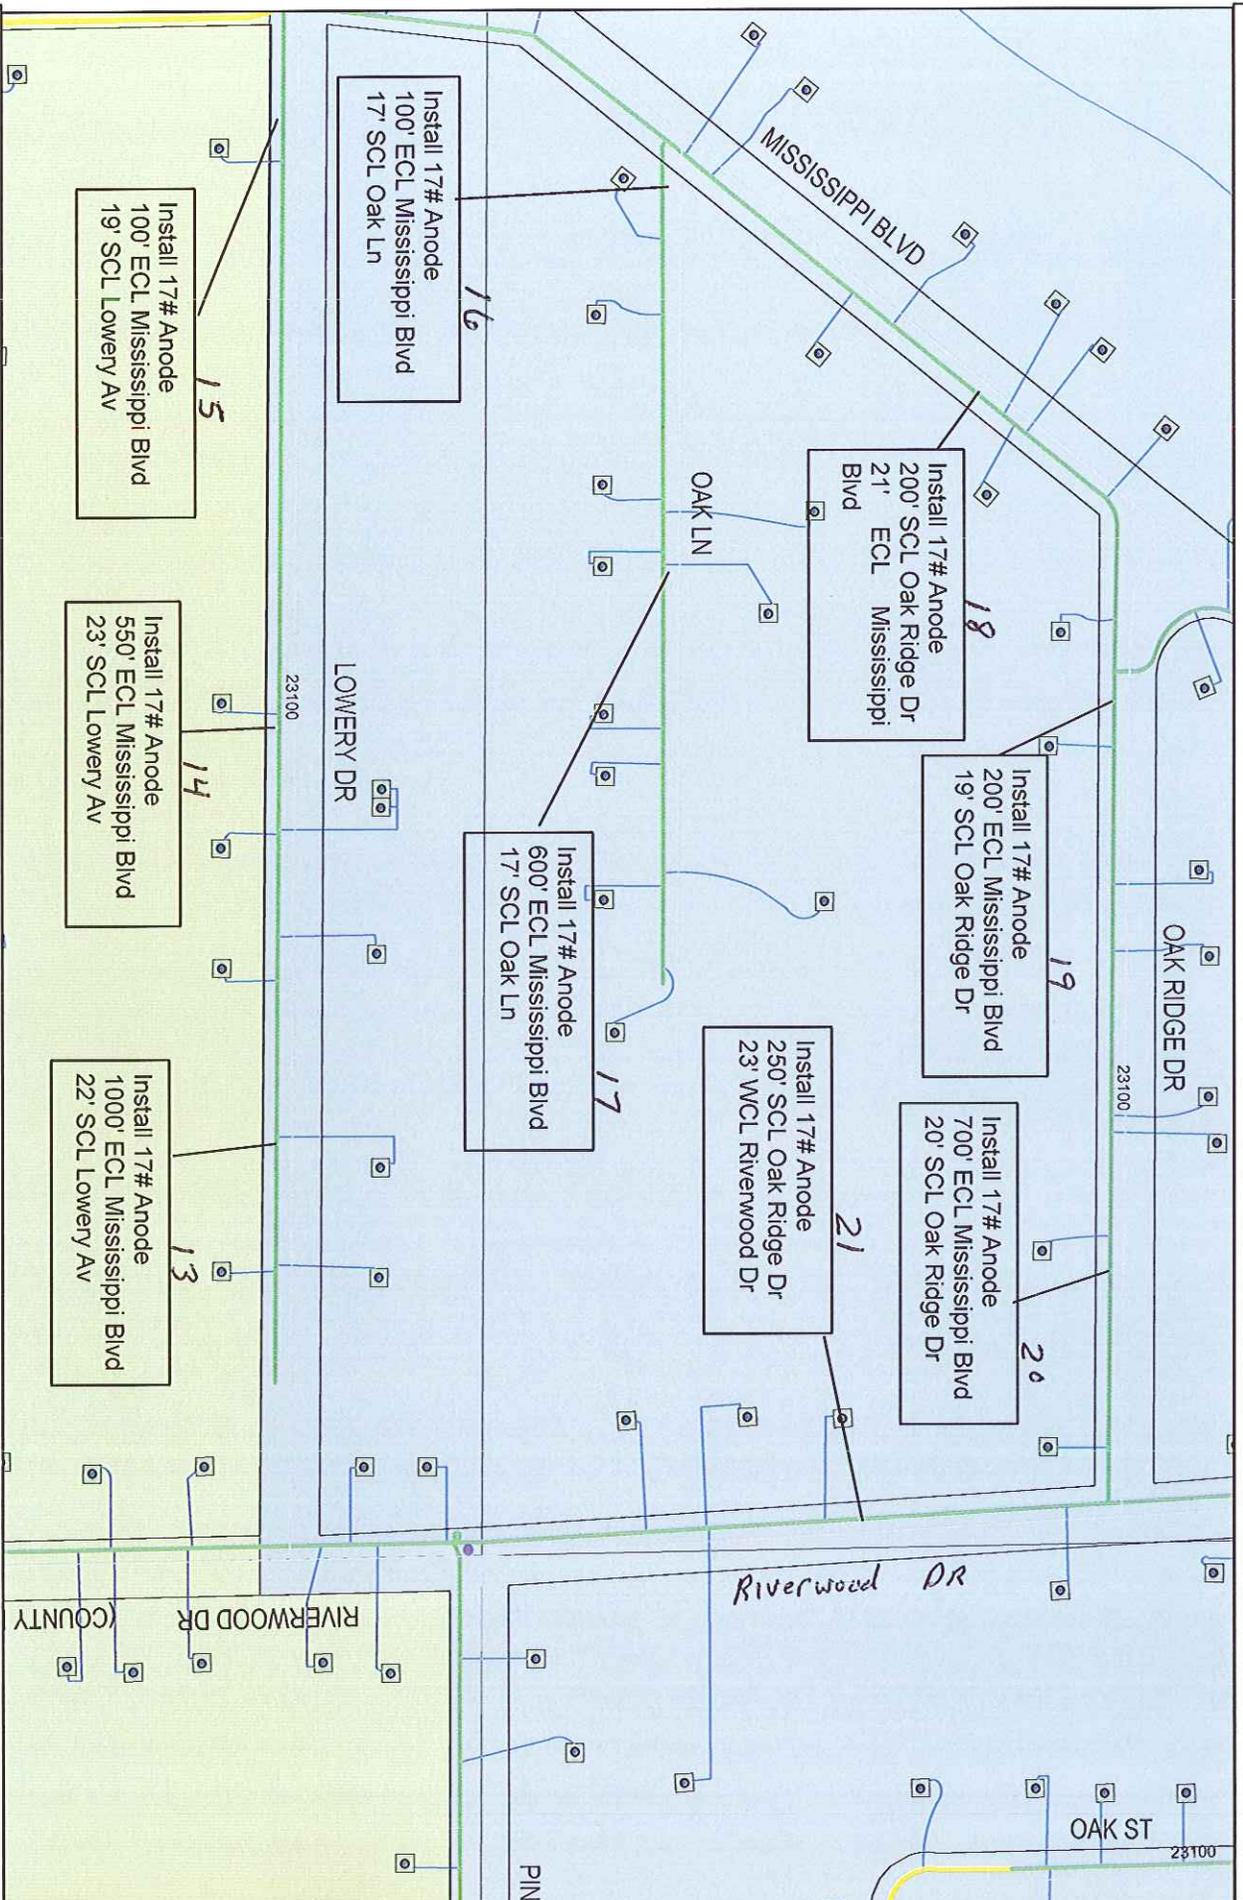 MISSISSIPPI BLVD
OAK RIDGE DR
23100
Install 17# Anode
200' ECL Mississippi Blvd
19' SCL Oak Ridge Dr
19
Install 17# Anode
700' ECL Mississippi Blvd
20' SCL Oak Ridge Dr
20
Install 17# Anode
200' SCL Oak Ridge Dr
21' ECL Mississippi
Blvd
18
Install 17# Anode
250' SCL Oak Ridge Dr
23' WCL Riverwood Dr
21
OAK LN
Install 17# Anode
100' ECL Mississippi Blvd
17' SCL Oak Ln
16
Install 17# Anode
600' ECL Mississippi Blvd
17' SCL Oak Ln
17
LOWERY DR
23100
Install 17# Anode
100' ECL Mississippi Blvd
19' SCL Lowery Av
15
Install 17# Anode
550' ECL Mississippi Blvd
23' SCL Lowery Av
14
Install 17# Anode
1000' ECL Mississippi Blvd
22' SCL Lowery Av
13
Riverwood DR
RIVERWOOD DR (COUNTY
OAK ST
23100
PIN